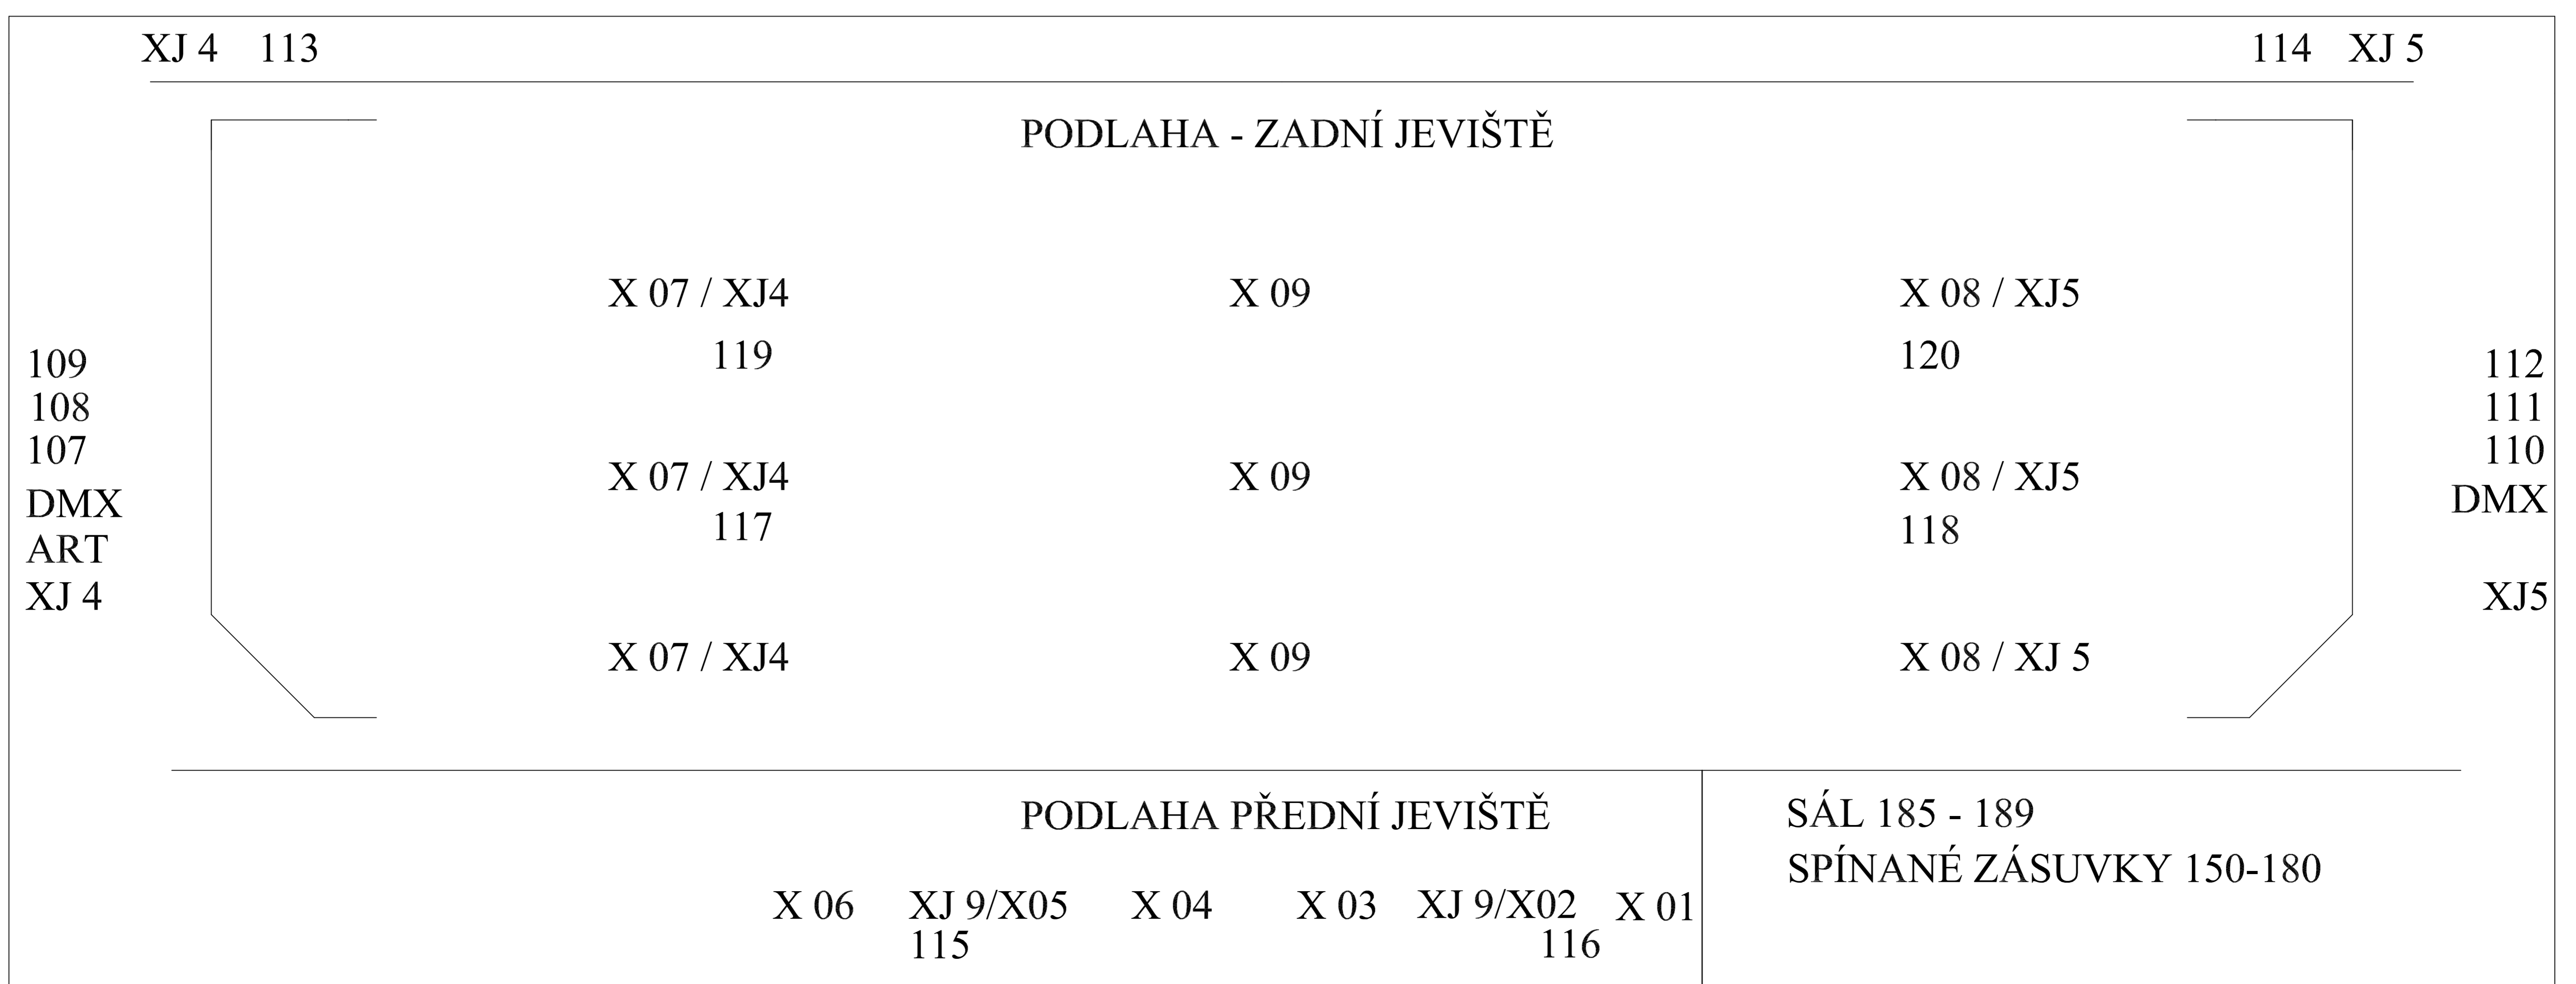 XJ 4 113 114 XJ 5
PODLAHA - ZADNÍ JEVIŠTĚ
X 07 / XJ4 X 09 X 08 / XJ5
119 120
109 112
108 111
107 110
X 07 / XJ4 X 09 X 08 / XJ5
DMX DMX
117 118
ART
XJ 4 XJ5
X 07 / XJ4 X 09 X 08 / XJ 5
PODLAHA PŘEDNÍ JEVIŠTĚ
SÁL 185 - 189
SPÍNANÉ ZÁSUVKY 150-180
X 06 XJ 9/X05 X 04 X 03 XJ 9/X02 X 01
115 116